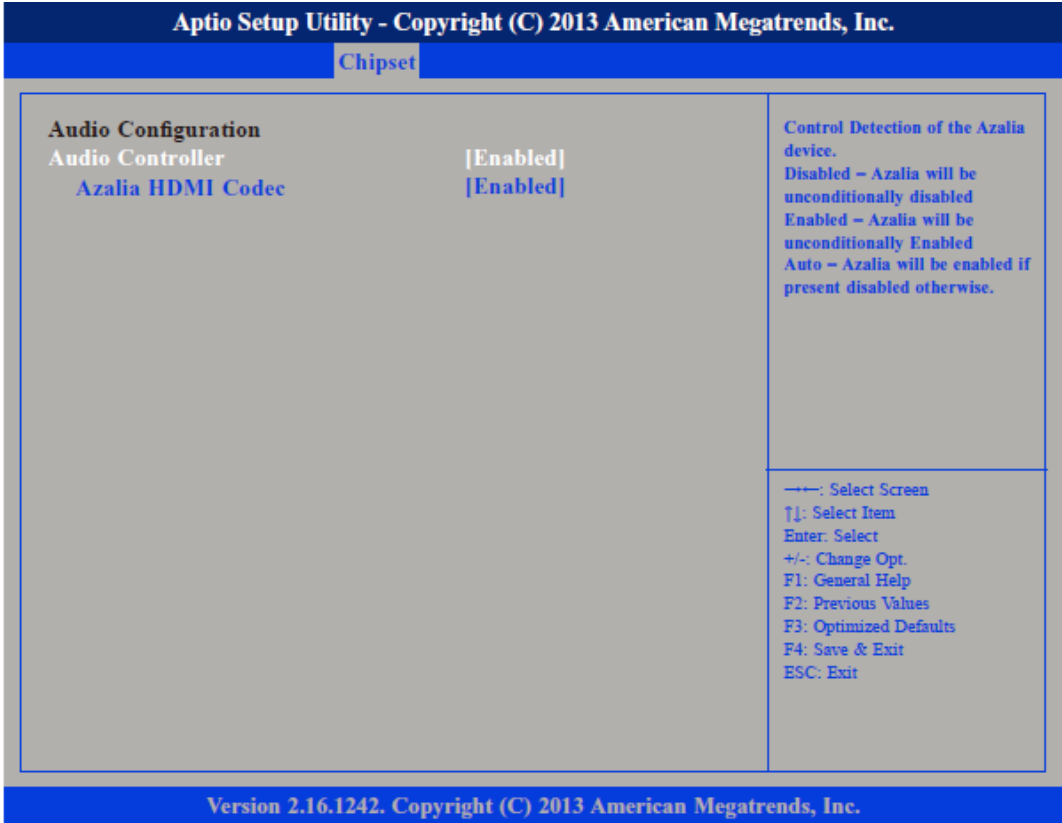 Aptio Setup Utility - Copyright (C) 2013 American Megatrends, Inc.
Chipset
Audio Configuration
Audio Controller [Enabled]
Azalia HDMI Codec [Enabled]
Control Detection of the Azalia
device.
Disabled – Azalia will be
unconditionally disabled
Enabled – Azalia will be
unconditionally Enabled
Auto – Azalia will be enabled if
present disabled otherwise.
→←: Select Screen
↑↓: Select Item
Enter: Select
+/-: Change Opt.
F1: General Help
F2: Previous Values
F3: Optimized Defaults
F4: Save & Exit
ESC: Exit
Version 2.16.1242. Copyright (C) 2013 American Megatrends, Inc.